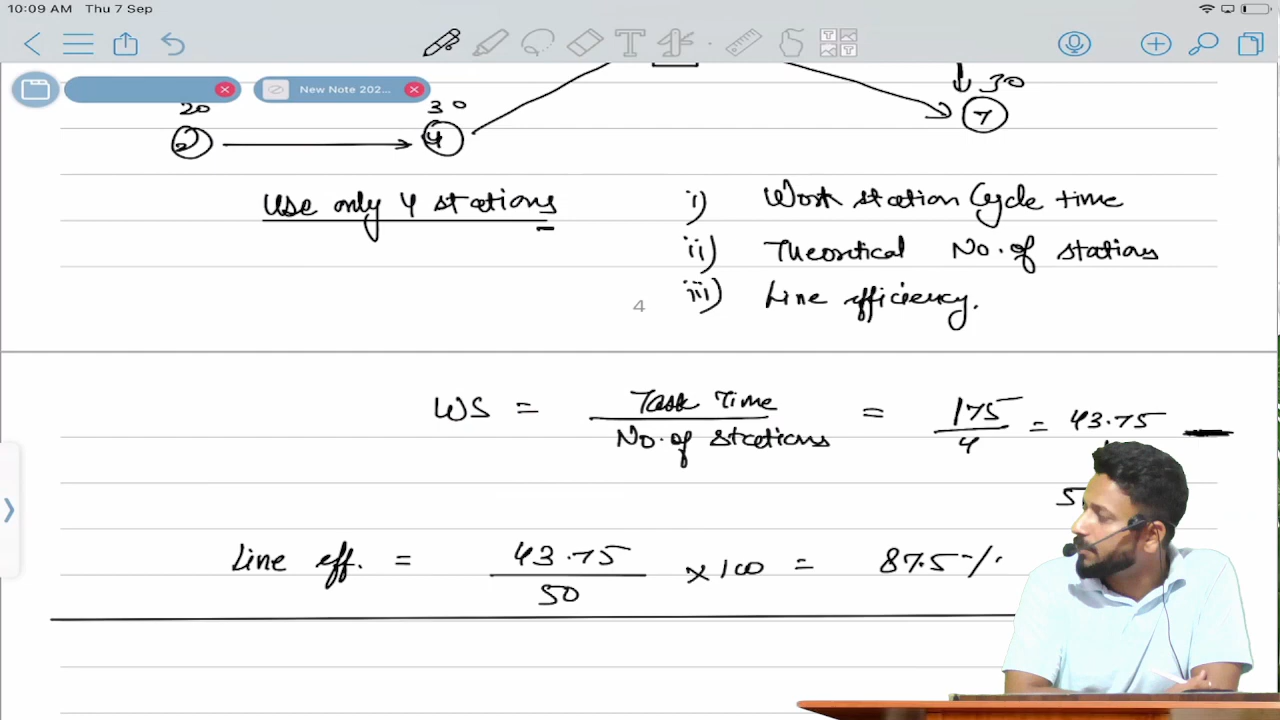 10:09 AM Thu 7 Sep
New Note 202...
20
2
30
4
30
7
Use only 4 stations
i) Work station Cycle time
ii) Theoretical No. of stations
iii) Line efficiency.
4
WS = Task Time / No. of stations = 175 / 4 = 43.75
Line eff. = 43.75 / 50 × 100 = 87.5 %